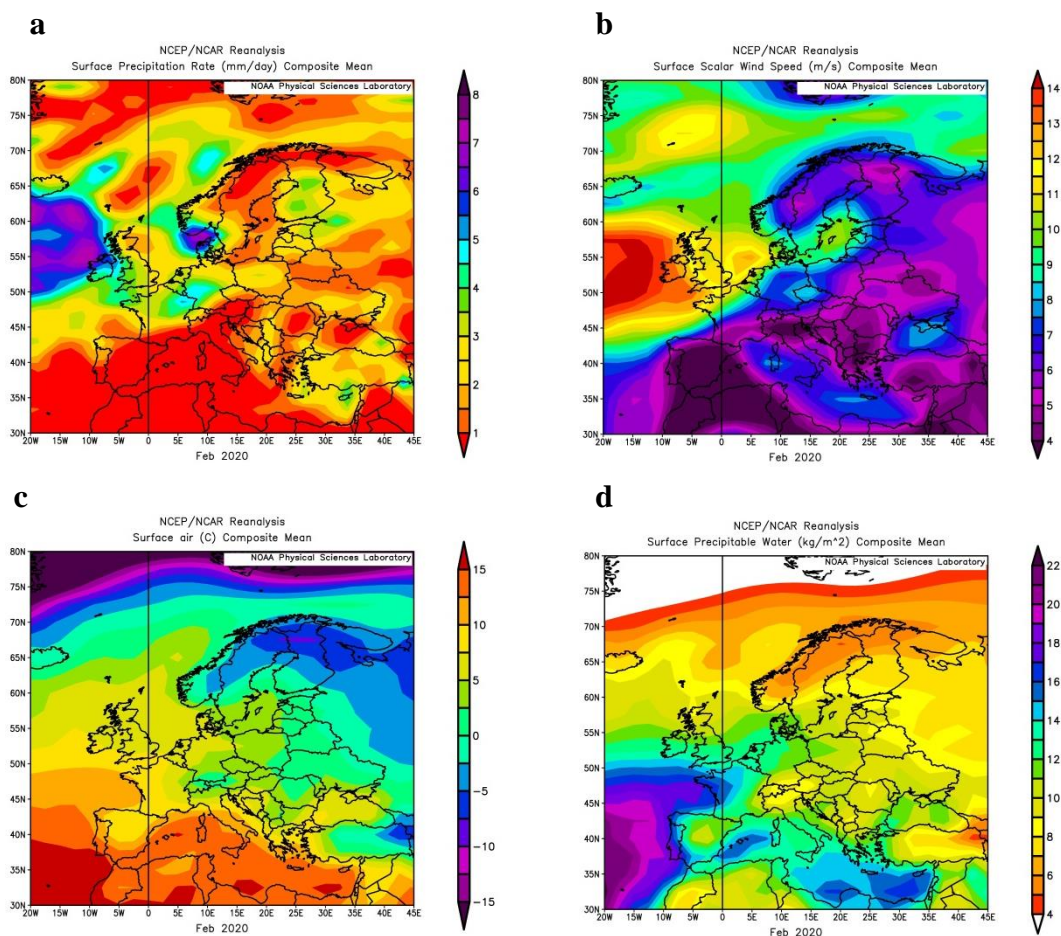 a
NCEP/NCAR Reanalysis
Surface Precipitation Rate (mm/day) Composite Mean
NOAA Physical Sciences Laboratory
80N
75N
70N
65N
60N
55N
50N
45N
40N
35N
30N
20W 15W 10W 5W 0 5E 10E 15E 20E 25E 30E 35E 40E 45E
Feb 2020
8
7
6
5
4
3
2
1
b
NCEP/NCAR Reanalysis
Surface Scalar Wind Speed (m/s) Composite Mean
NOAA Physical Sciences Laboratory
80N
75N
70N
65N
60N
55N
50N
45N
40N
35N
30N
20W 15W 10W 5W 0 5E 10E 15E 20E 25E 30E 35E 40E 45E
Feb 2020
14
13
12
11
10
9
8
7
6
5
4
c
NCEP/NCAR Reanalysis
Surface air (C) Composite Mean
NOAA Physical Sciences Laboratory
80N
75N
70N
65N
60N
55N
50N
45N
40N
35N
30N
20W 15W 10W 5W 0 5E 10E 15E 20E 25E 30E 35E 40E 45E
Feb 2020
15
10
5
0
−5
−10
−15
d
NCEP/NCAR Reanalysis
Surface Precipitable Water (kg/m^2) Composite Mean
NOAA Physical Sciences Laboratory
80N
75N
70N
65N
60N
55N
50N
45N
40N
35N
30N
20W 15W 10W 5W 0 5E 10E 15E 20E 25E 30E 35E 40E 45E
Feb 2020
22
20
18
16
14
13
12
11
10
9
8
7
6
5
4